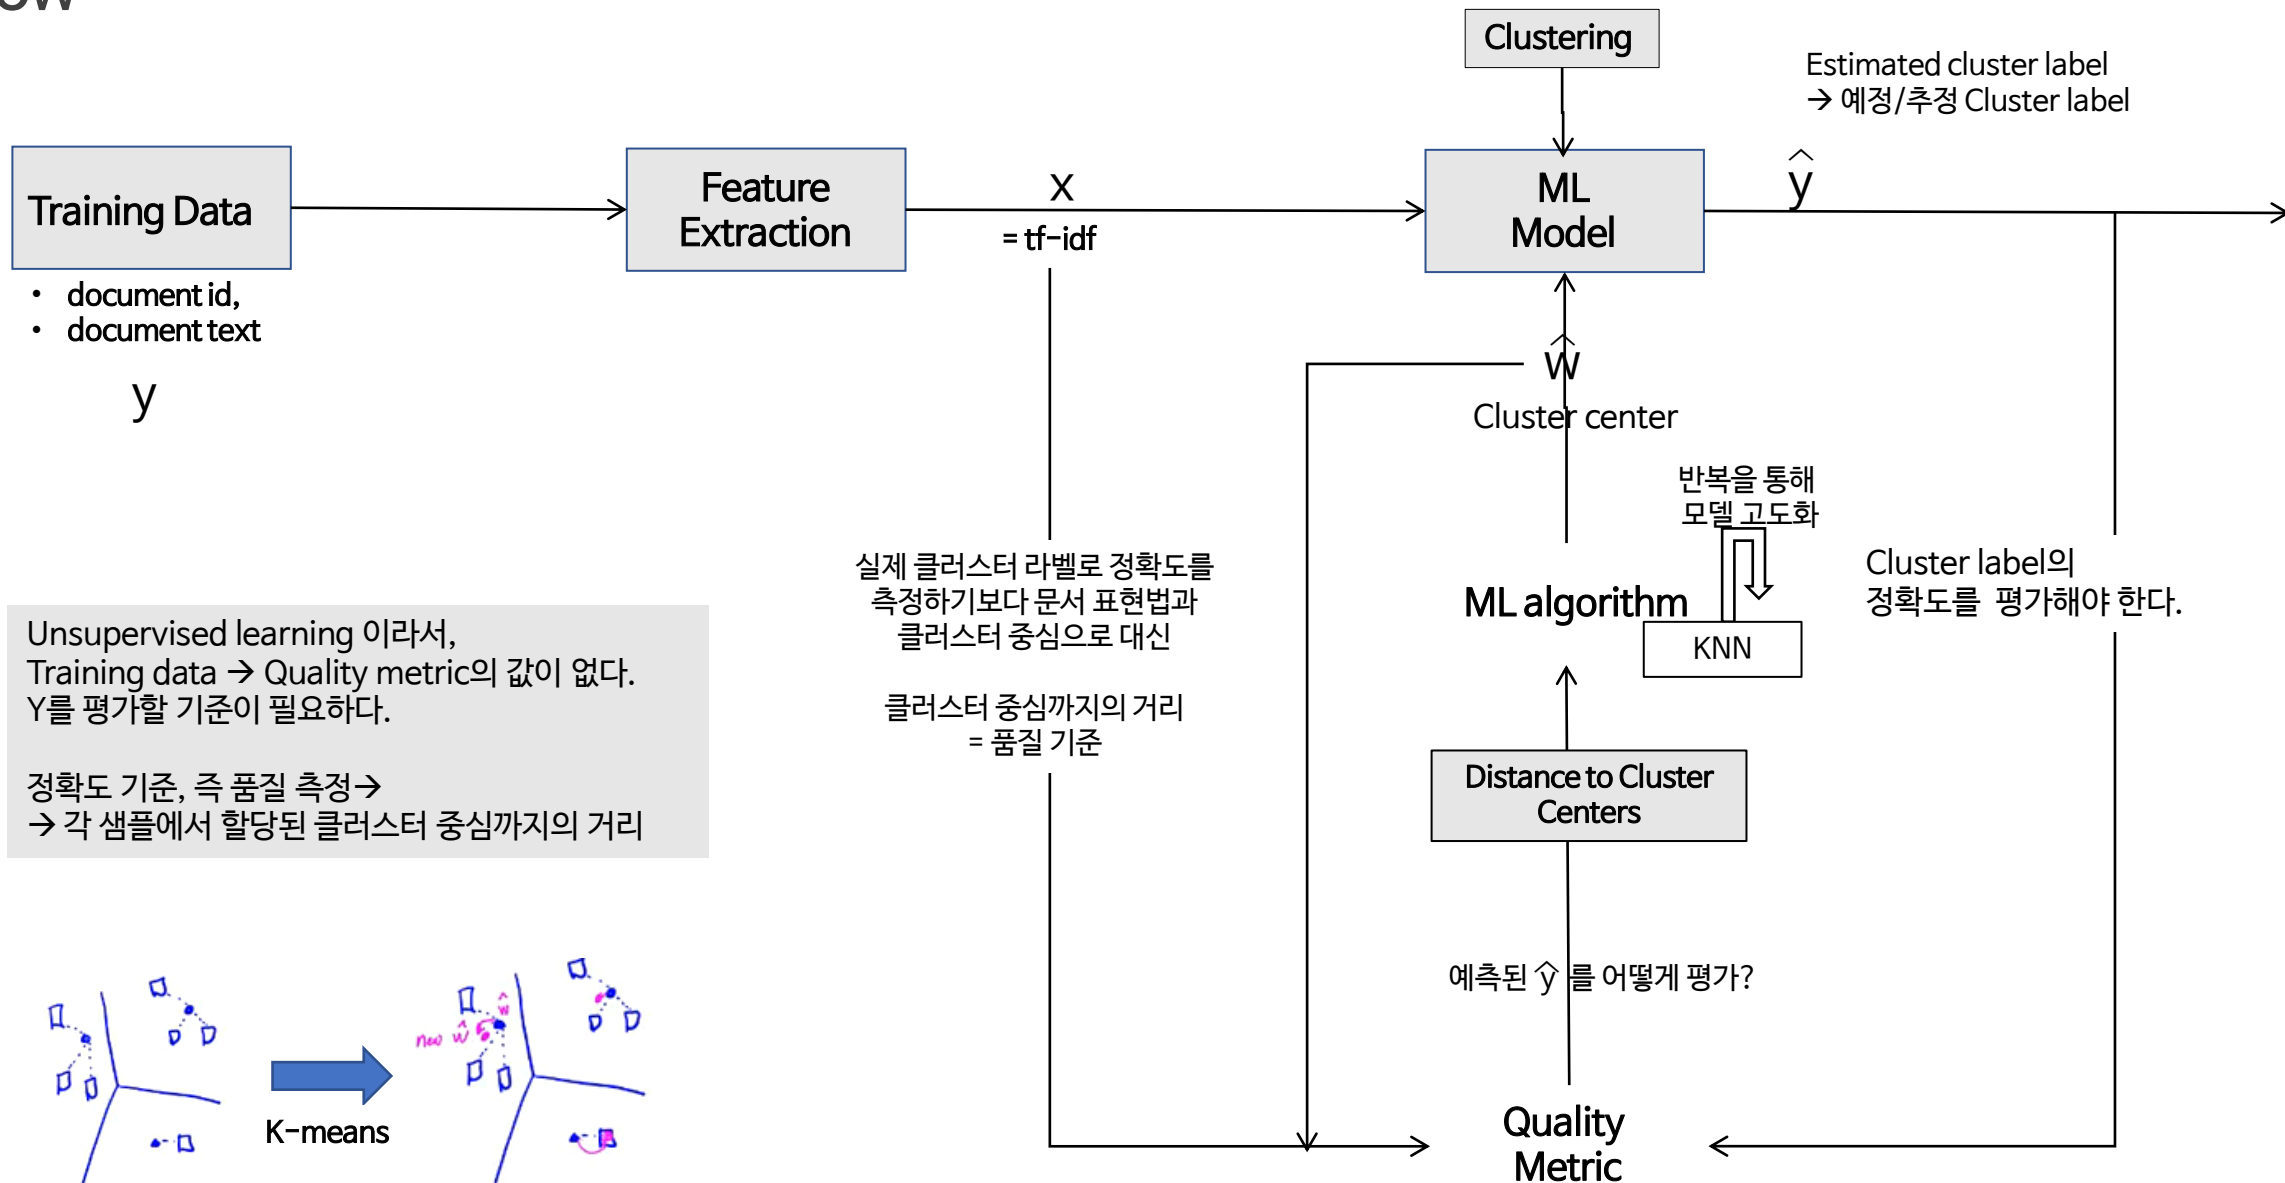 Clustering
Estimated cluster label
→ 예정/추정 Cluster label
Training Data
Feature
Extraction
x
= tf-idf
ML
Model
ŷ
• document id,
• document text
y
ŵ
Cluster center
반복을 통해
모델 고도화
실제 클러스터 라벨로 정확도를
측정하기보다 문서 표현법과
클러스터 중심으로 대신
클러스터 중심까지의 거리
= 품질 기준
ML algorithm
KNN
Cluster label의
정확도를 평가해야 한다.
Unsupervised learning 이라서,
Training data → Quality metric의 값이 없다.
Y를 평가할 기준이 필요하다.
정확도 기준, 즉 품질 측정→
→ 각 샘플에서 할당된 클러스터 중심까지의 거리
Distance to Cluster
Centers
예측된 ŷ 를 어떻게 평가?
ŵ
new ŵ
K-means
Quality
Metric